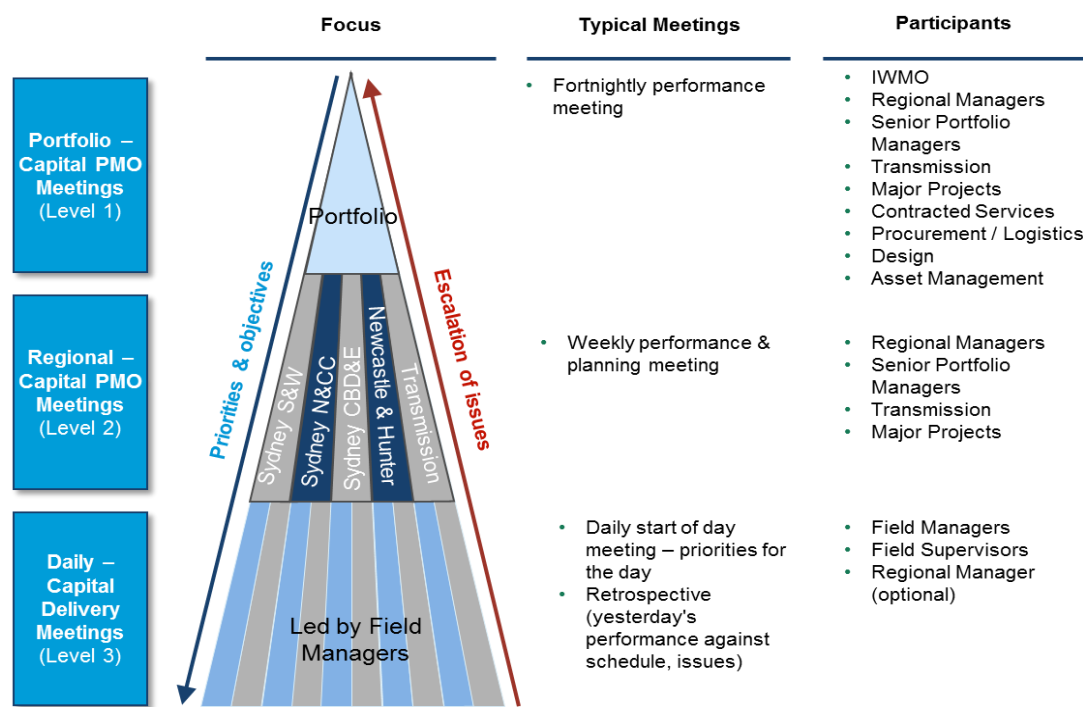 Focus
Typical Meetings
Participants
Portfolio –
Capital PMO
Meetings
(Level 1)
Portfolio
• Fortnightly performance
meeting
• IWMO
• Regional Managers
• Senior Portfolio
Managers
• Transmission
• Major Projects
• Contracted Services
• Procurement / Logistics
• Design
• Asset Management
Priorities & objectives
Escalation of issues
Regional –
Capital PMO
Meetings
(Level 2)
Sydney S&W
Sydney N&CC
Sydney CBD&E
Newcastle & Hunter
Transmission
• Weekly performance &
planning meeting
• Regional Managers
• Senior Portfolio
Managers
• Transmission
• Major Projects
Daily –
Capital
Delivery
Meetings
(Level 3)
Led by Field
Managers
• Daily start of day
meeting – priorities for
the day
• Retrospective
(yesterday's
performance against
schedule, issues)
• Field Managers
• Field Supervisors
• Regional Manager
(optional)